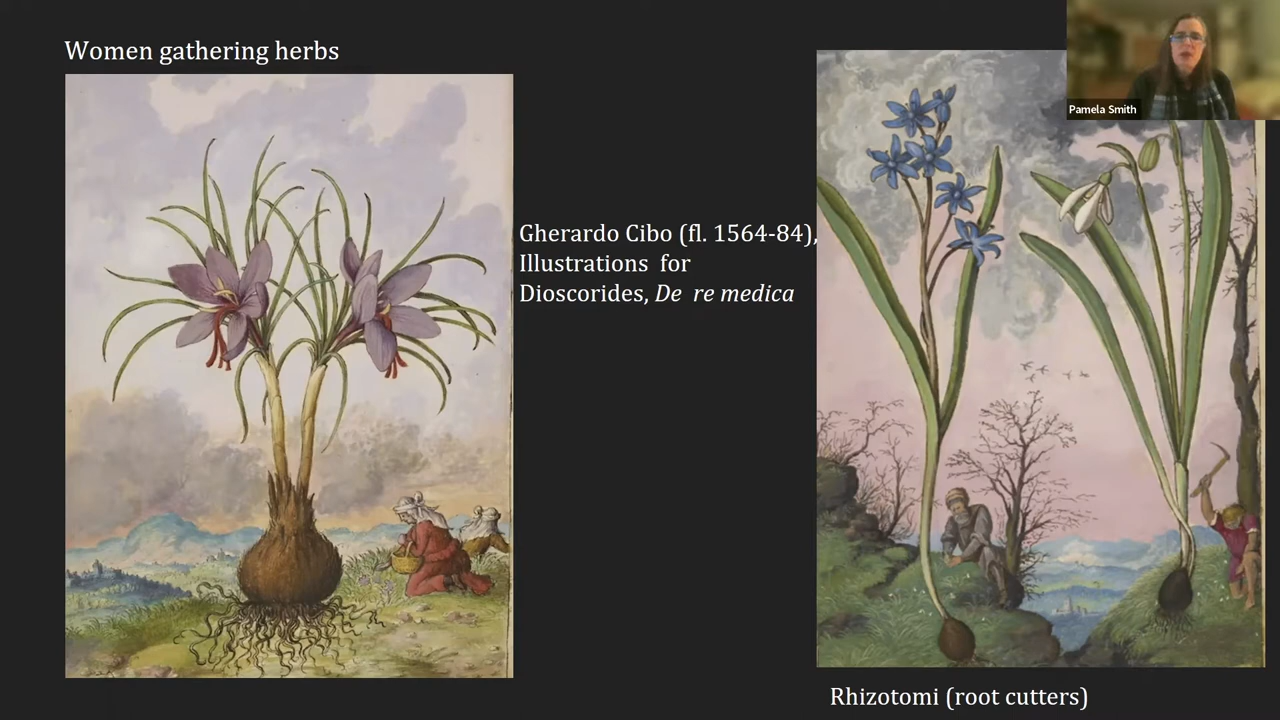 Women gathering herbs
Pamela Smith
Gherardo Cibo (fl. 1564-84),
Illustrations for
Dioscorides, De re medica
Rhizotomi (root cutters)